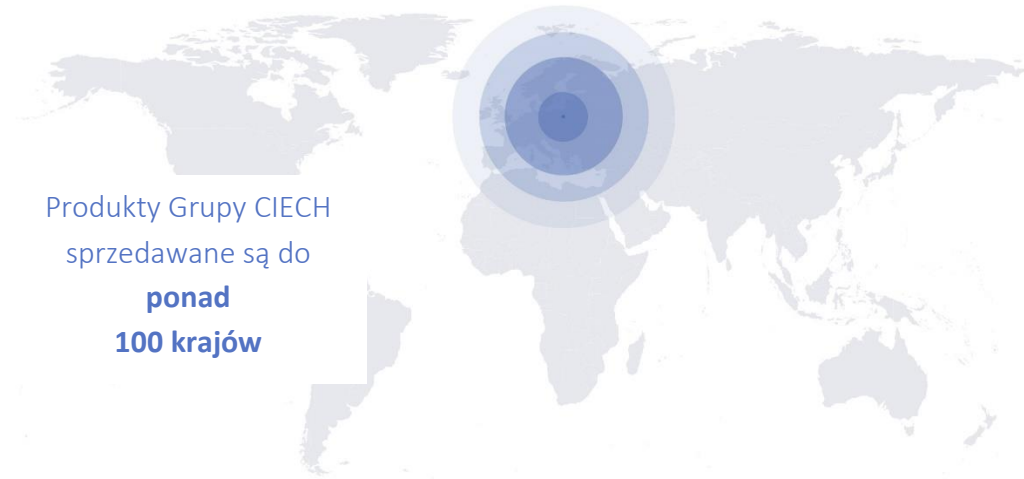 Produkty Grupy CIECH
sprzedawane są do
ponad
100 krajów